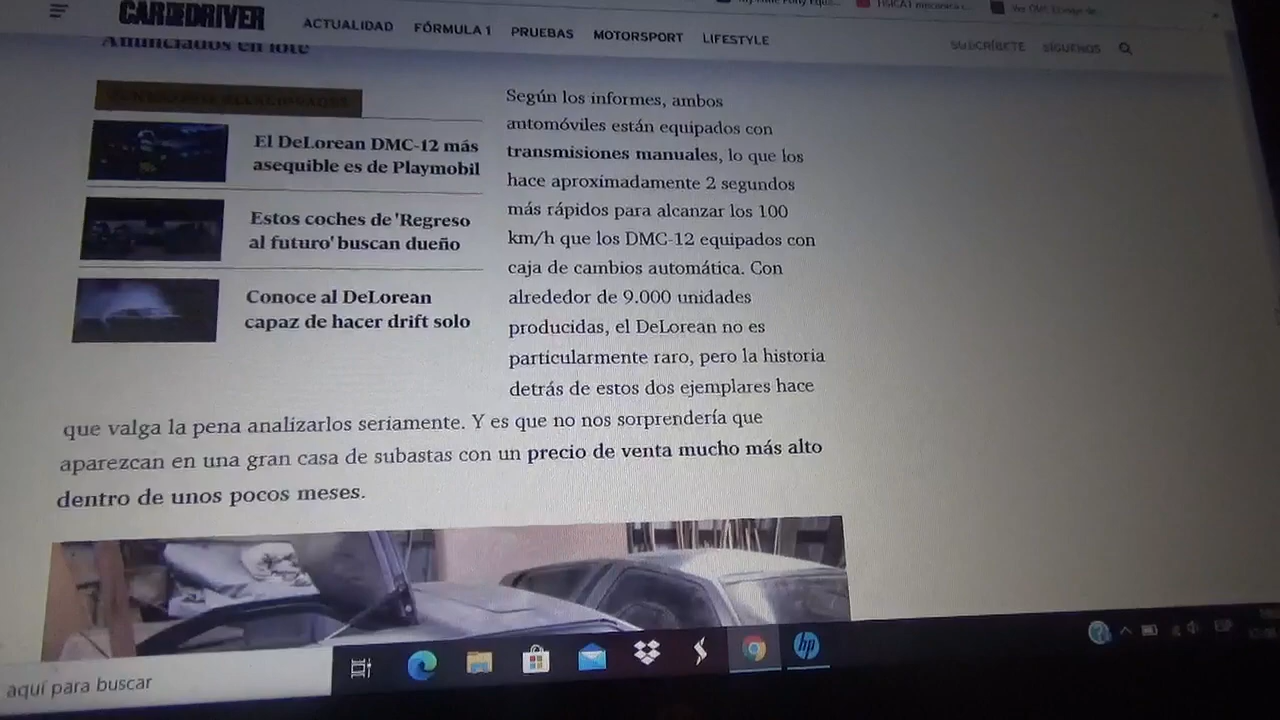 CAR AND DRIVER
ACTUALIDAD FÓRMULA 1 PRUEBAS MOTORSPORT LIFESTYLE
SUSCRÍBETE SÍGUENOS
Anunciados en lote
El DeLorean DMC-12 más
asequible es de Playmobil
Estos coches de 'Regreso
al futuro' buscan dueño
Conoce al DeLorean
capaz de hacer drift solo
Según los informes, ambos
automóviles están equipados con
transmisiones manuales, lo que los
hace aproximadamente 2 segundos
más rápidos para alcanzar los 100
km/h que los DMC-12 equipados con
caja de cambios automática. Con
alrededor de 9.000 unidades
producidas, el DeLorean no es
particularmente raro, pero la historia
detrás de estos dos ejemplares hace
que valga la pena analizarlos seriamente. Y es que no nos sorprendería que
aparezcan en una gran casa de subastas con un precio de venta mucho más alto
dentro de unos pocos meses.
aquí para buscar
hp